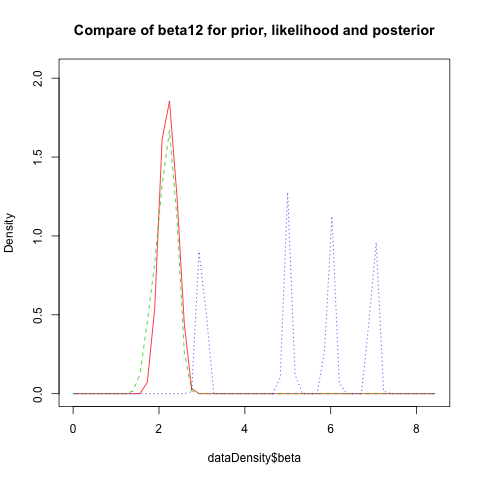 Compare of beta12 for prior, likelihood and posterior
2.0
1.5
1.0
0.5
0.0
Density
0 2 4 6 8
dataDensity$beta